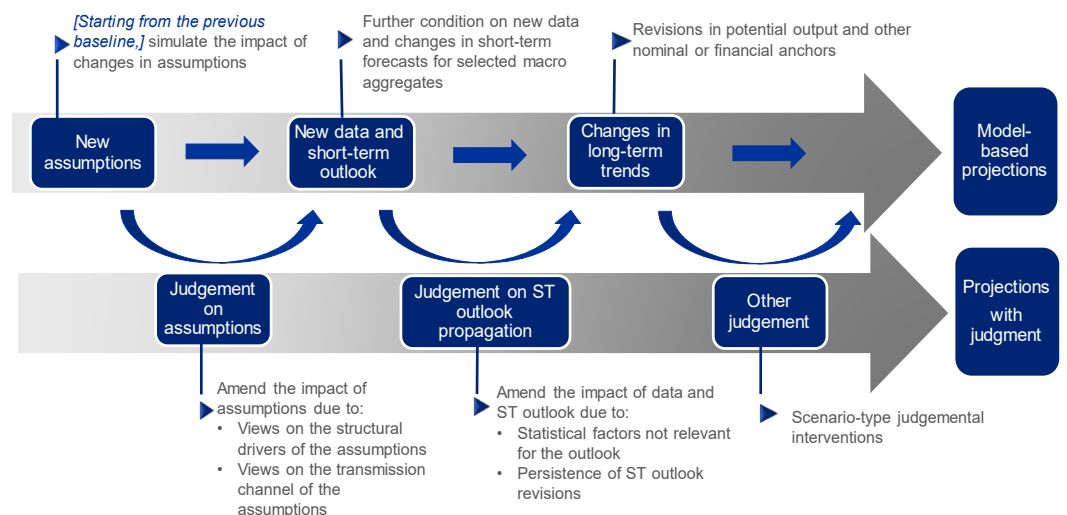 [Starting from the previous
baseline,] simulate the impact of
changes in assumptions
Further condition on new data
and changes in short-term
forecasts for selected macro
aggregates
Revisions in potential output and other
nominal or financial anchors
New
assumptions
New data and
short-term
outlook
Changes in
long-term
trends
Model-
based
projections
Judgement
on
assumptions
Judgement on ST
outlook
propagation
Other
judgement
Projections
with
judgment
Amend the impact of
assumptions due to:
• Views on the structural
drivers of the assumptions
• Views on the transmission
channel of the
assumptions
Amend the impact of data and
ST outlook due to:
• Statistical factors not relevant
for the outlook
• Persistence of ST outlook
revisions
Scenario-type judgemental
interventions